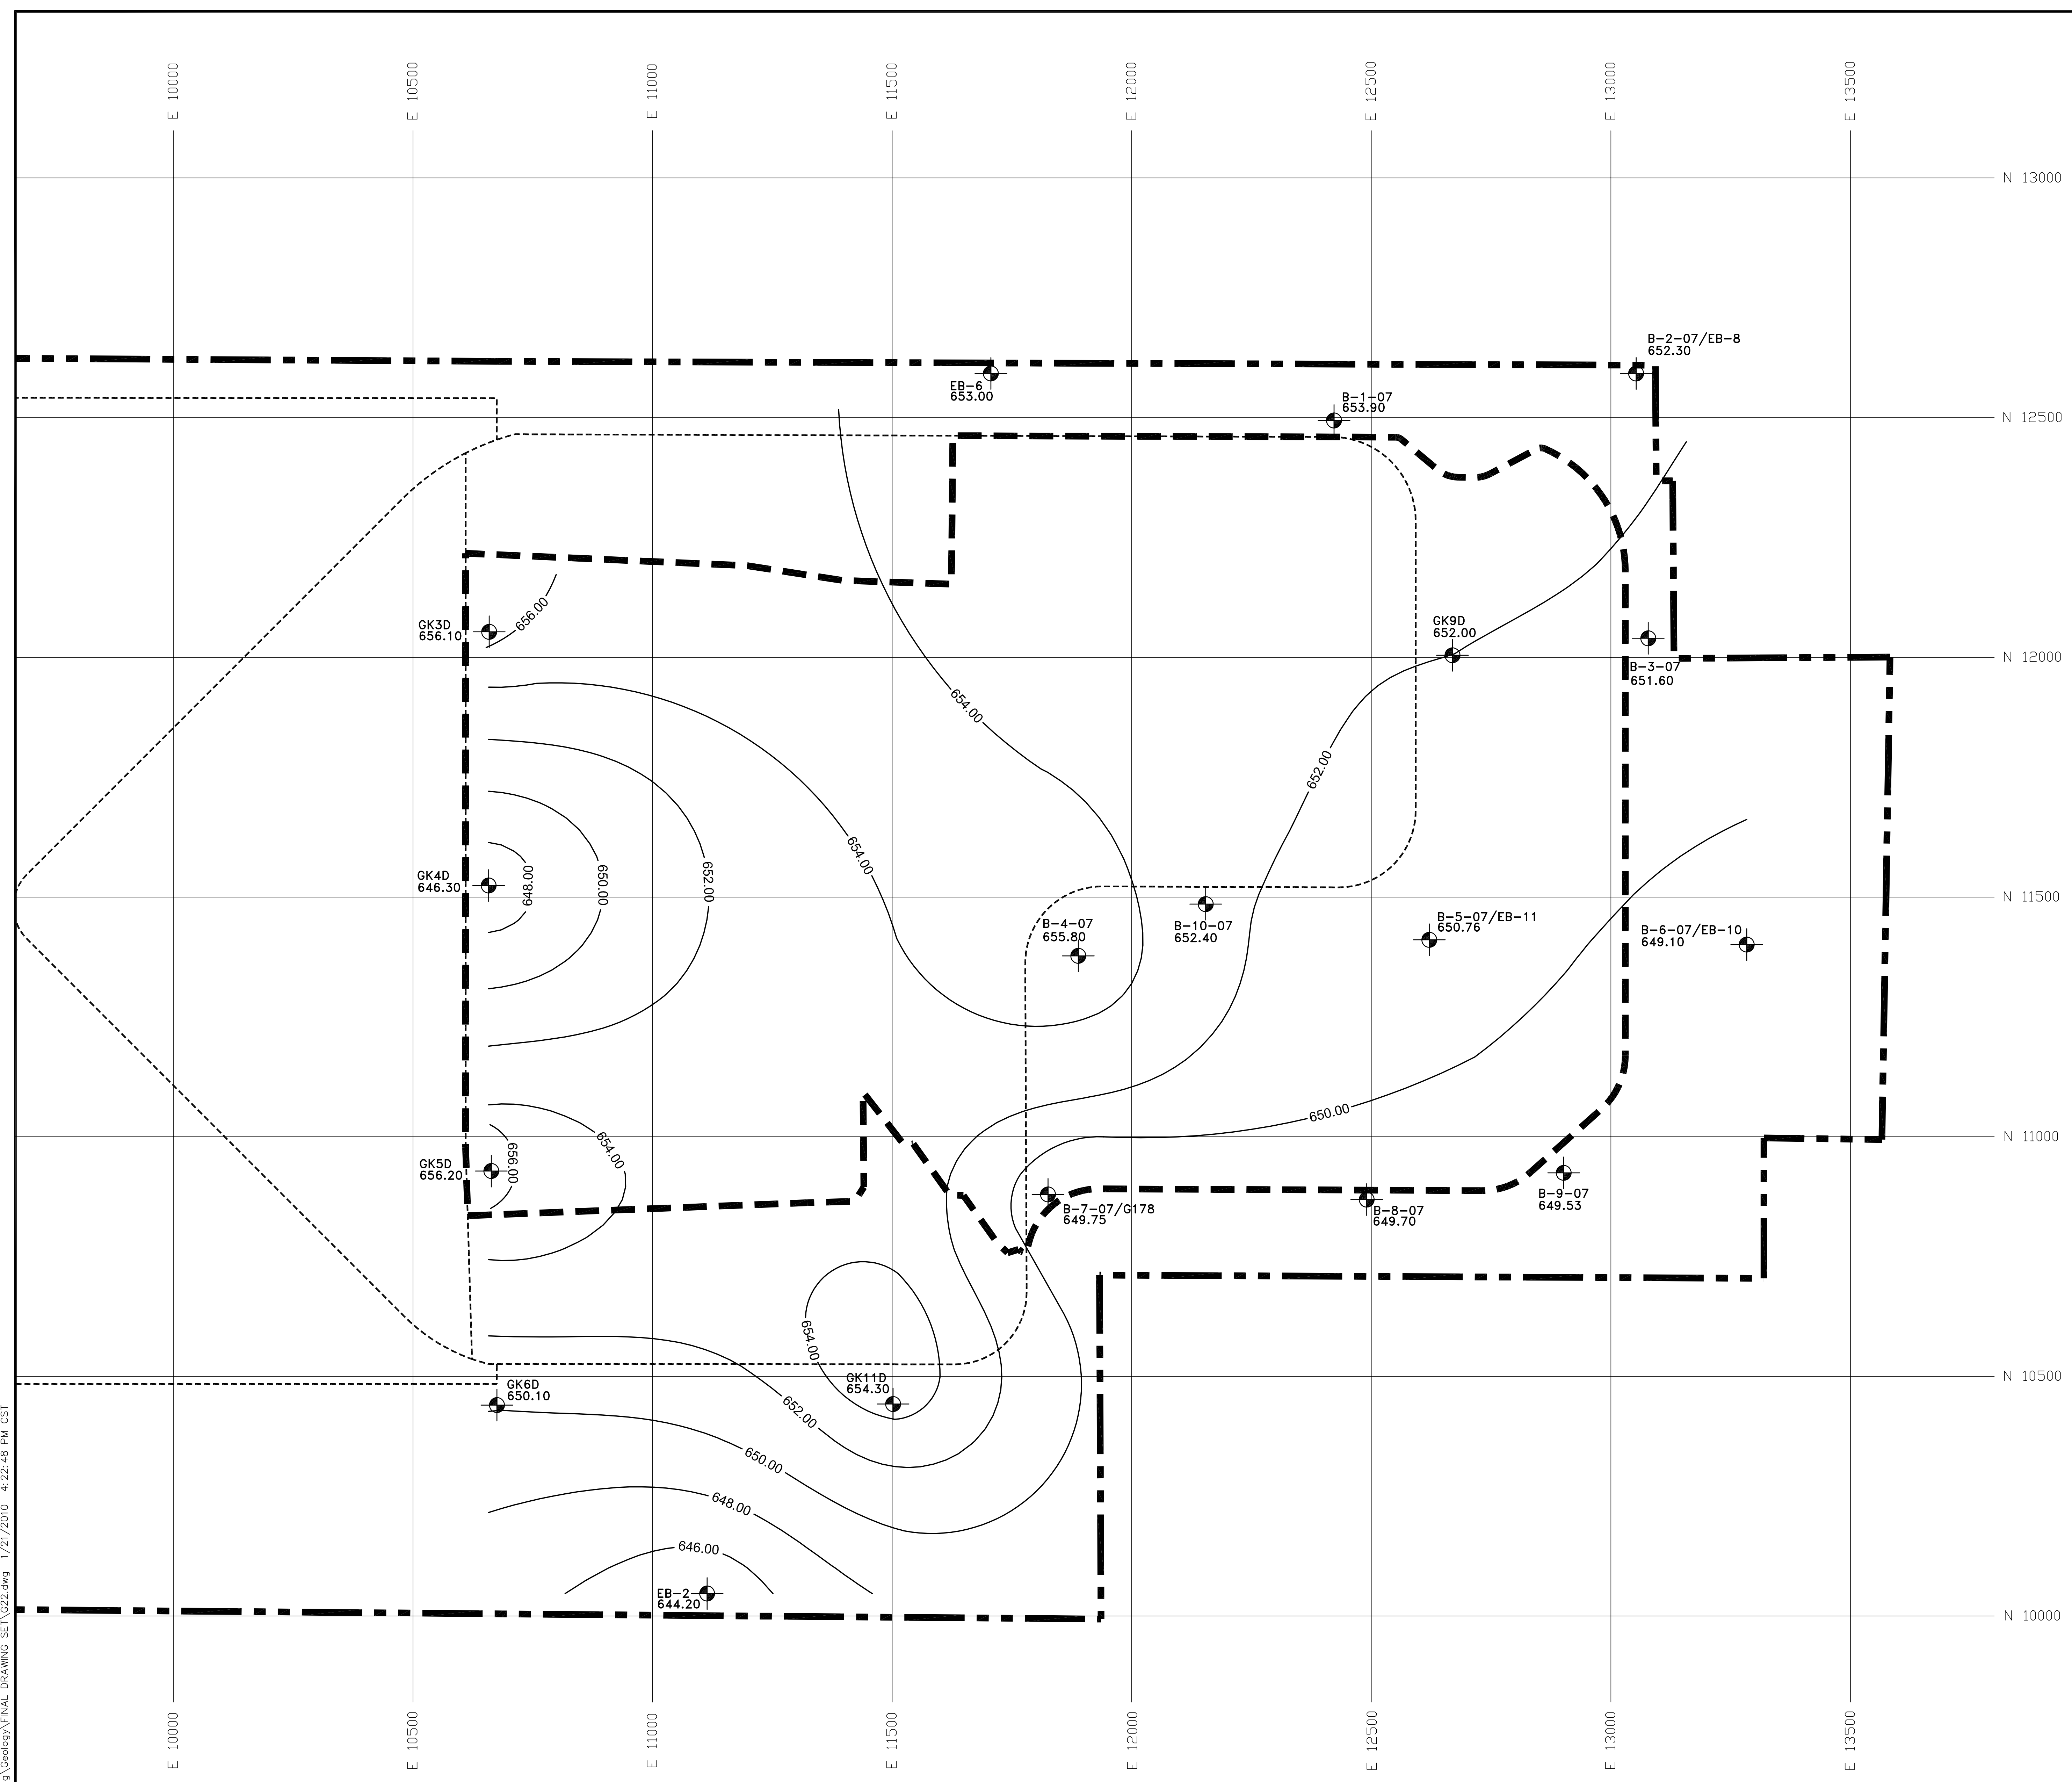 E 10000
E 10500
E 11000
E 11500
E 12000
E 12500
E 13000
E 13500
N 13000
B-2-07/EB-8
652.30
EB-6
653.00
B-1-07
653.90
N 12500
656.00
GK3D
656.10
GK9D
652.00
N 12000
B-3-07
651.60
654.00
652.00
654.00
GK4D
646.30
648.00
650.00
652.00
N 11500
B-4-07
655.80
B-10-07
652.40
B-5-07/EB-11
650.76
B-6-07/EB-10
649.10
650.00
N 11000
GK5D
656.20
656.00
654.00
B-7-07/G178
649.75
B-8-07
649.70
B-9-07
649.53
654.00
GK6D
650.10
GK11D
654.30
N 10500
652.00
650.00
648.00
646.00
EB-2
644.20
N 10000
g\Geology\FINAL DRAWING SET\G22.dwg 1/21/2010 4:22:48 PM CST
E 10000
E 10500
E 11000
E 11500
E 12000
E 12500
E 13000
E 13500